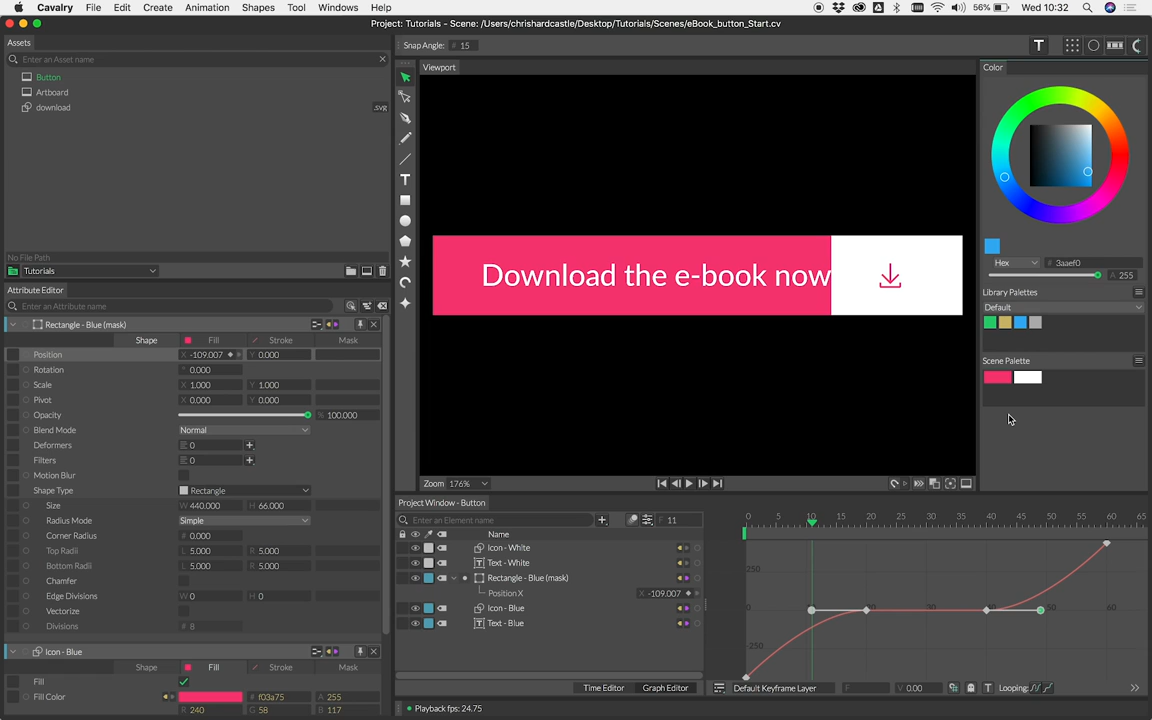 Cavalry File Edit Create Animation Shapes Tool Windows Help 56% Wed 10:32
Project: Tutorials - Scene: /Users/chrishardcastle/Desktop/Tutorials/Scenes/eBook_button_Start.cv
Assets
Enter an Asset name
Button
Artboard
download .svg
No File Path
Tutorials
Attribute Editor
Enter an Attribute name
Rectangle - Blue (mask)
Shape Fill Stroke Mask
Position X -109.007 Y 0.000
Rotation ° 0.000
Scale X 1.000 Y 1.000
Pivot X 0.000 Y 0.000
Opacity % 100.000
Blend Mode Normal
Deformers 0 +
Filters 0 +
Motion Blur
Shape Type Rectangle
Size W 440.000 H 66.000
Radius Mode Simple
Corner Radius # 0.000
Top Radii L 5.000 R 5.000
Bottom Radii L 5.000 R 5.000
Chamfer
Edge Divisions W 0 H 0
Vectorize
Divisions # 8
Icon - Blue
Shape Fill Stroke Mask
Fill
Fill Color # f03a75 A 255
R 240 G 58 B 117
Snap Angle: # 15
Viewport
Download the e-book now
Zoom 176%
Project Window - Button
Enter an Element name + F 11
Name
Icon - White
Text - White
Rectangle - Blue (mask)
Position X X -109.007
Icon - Blue
Text - Blue
Time Editor Graph Editor
Playback fps: 24.75
0 5 10 15 20 25 30 35 40 45 50 55 60 65
250
0 20 30 50 60
-250
Default Keyframe Layer F V 0.00 Looping:
Color
Hex # 3aaef0
255
Library Palettes
Default
Scene Palette